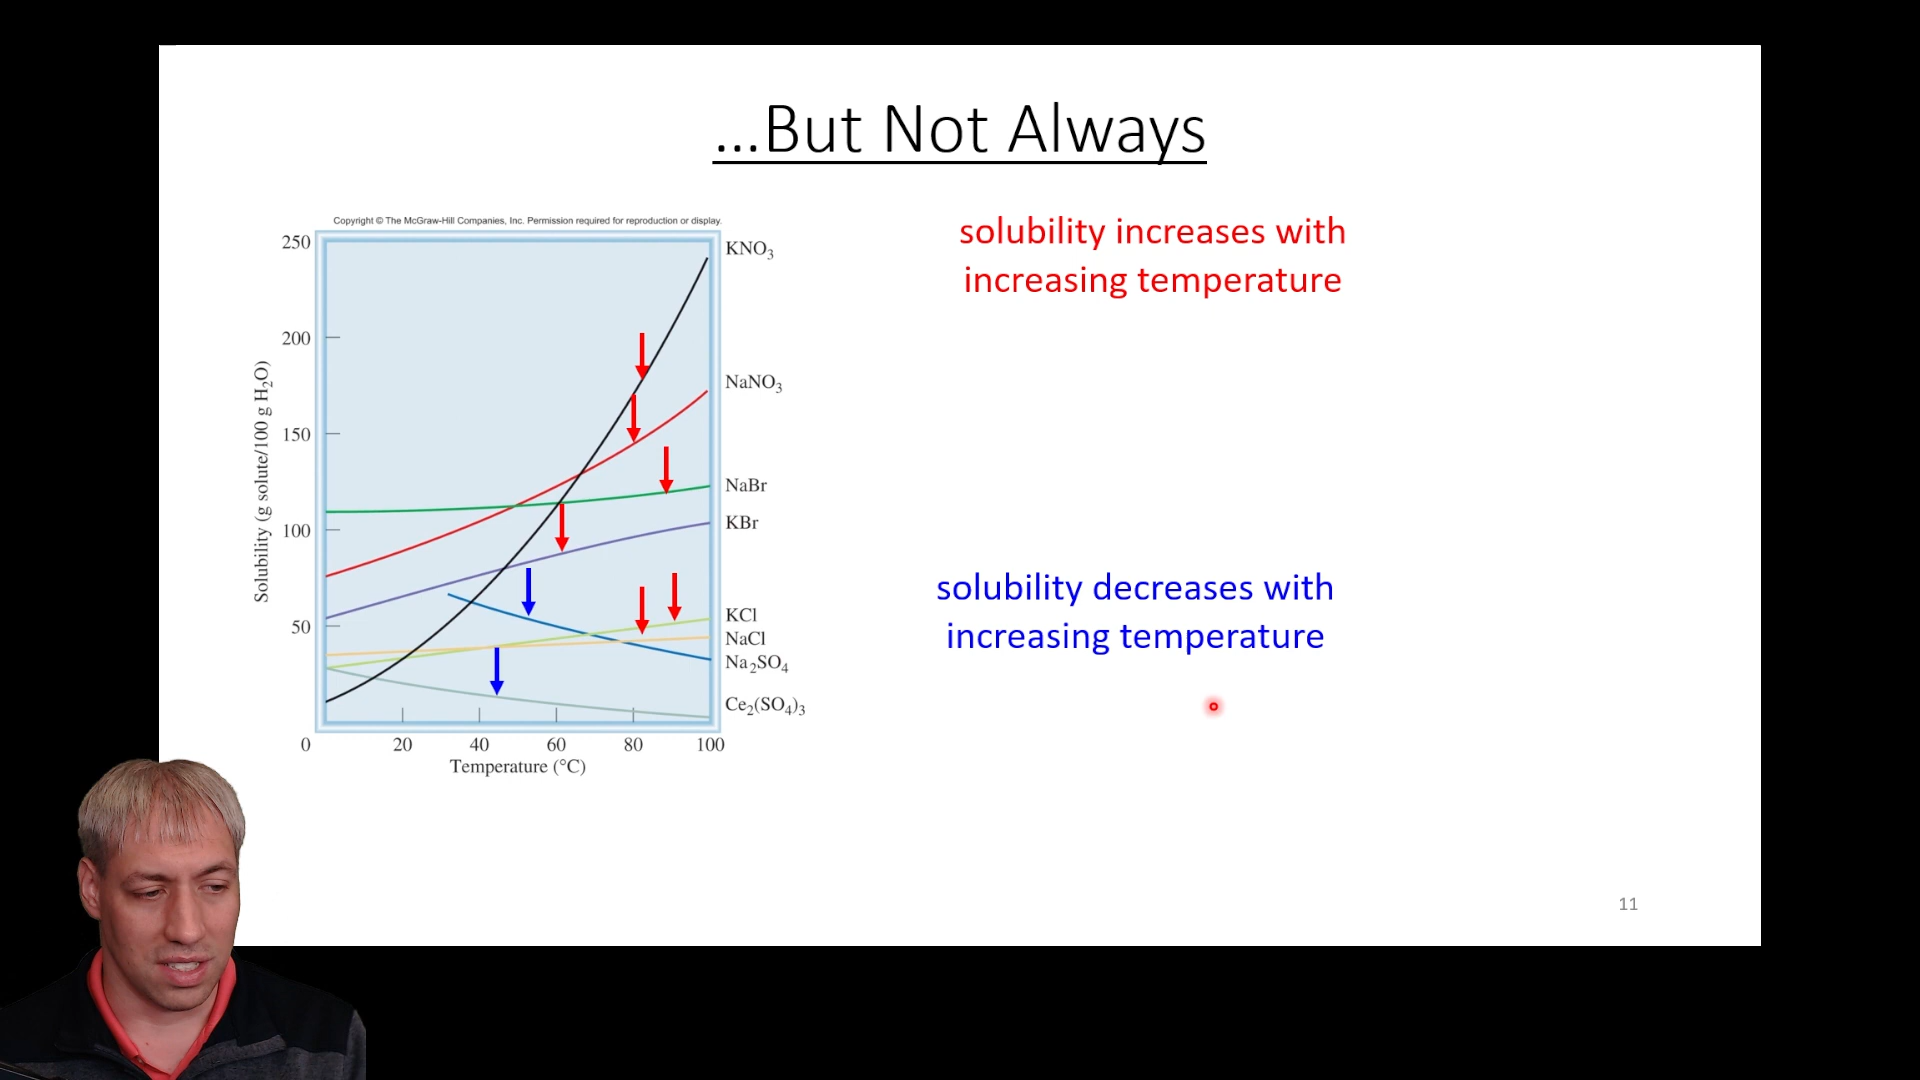 ...But Not Always
Copyright © The McGraw-Hill Companies, Inc. Permission required for reproduction or display.
Solubility (g solute/100 g H₂O)
250
200
150
100
50
0
20
40
60
80
100
Temperature (°C)
KNO₃
NaNO₃
NaBr
KBr
KCl
NaCl
Na₂SO₄
Ce₂(SO₄)₃
solubility increases with
increasing temperature
solubility decreases with
increasing temperature
11